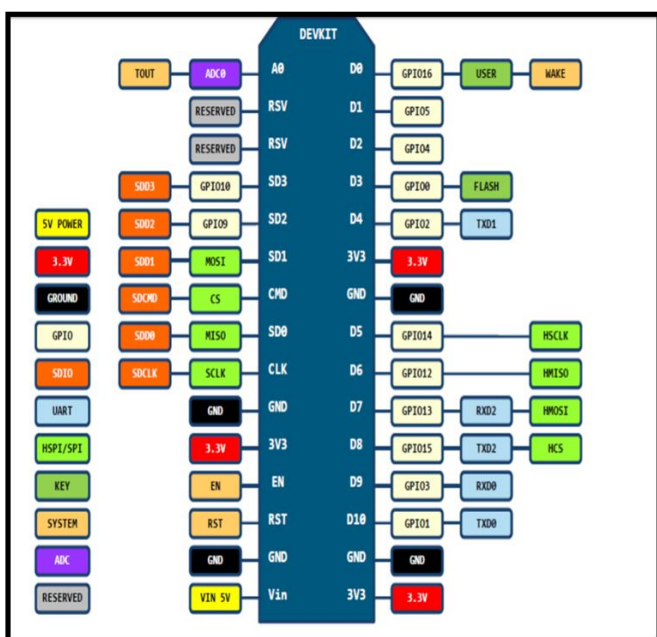 DEVKIT
TOUT ADC0 A0 D0 GPIO16 USER WAKE
RESERVED RSV D1 GPIO5
RESERVED RSV D2 GPIO4
SDD3 GPIO10 SD3 D3 GPIO0 FLASH
5V POWER SDD2 GPIO9 SD2 D4 GPIO2 TXD1
3.3V SDD1 MOSI SD1 3V3 3.3V
GROUND SDCMD CS CMD GND GND
GPIO SDD0 MISO SD0 D5 GPIO14 HSCLK
SDIO SDCLK SCLK CLK D6 GPIO12 HMISO
UART GND GND D7 GPIO13 RXD2 HMOSI
HSPI/SPI 3.3V 3V3 D8 GPIO15 TXD2 HCS
KEY EN EN D9 GPIO3 RXD0
SYSTEM RST RST D10 GPIO1 TXD0
ADC GND GND GND GND
RESERVED VIN 5V Vin 3V3 3.3V